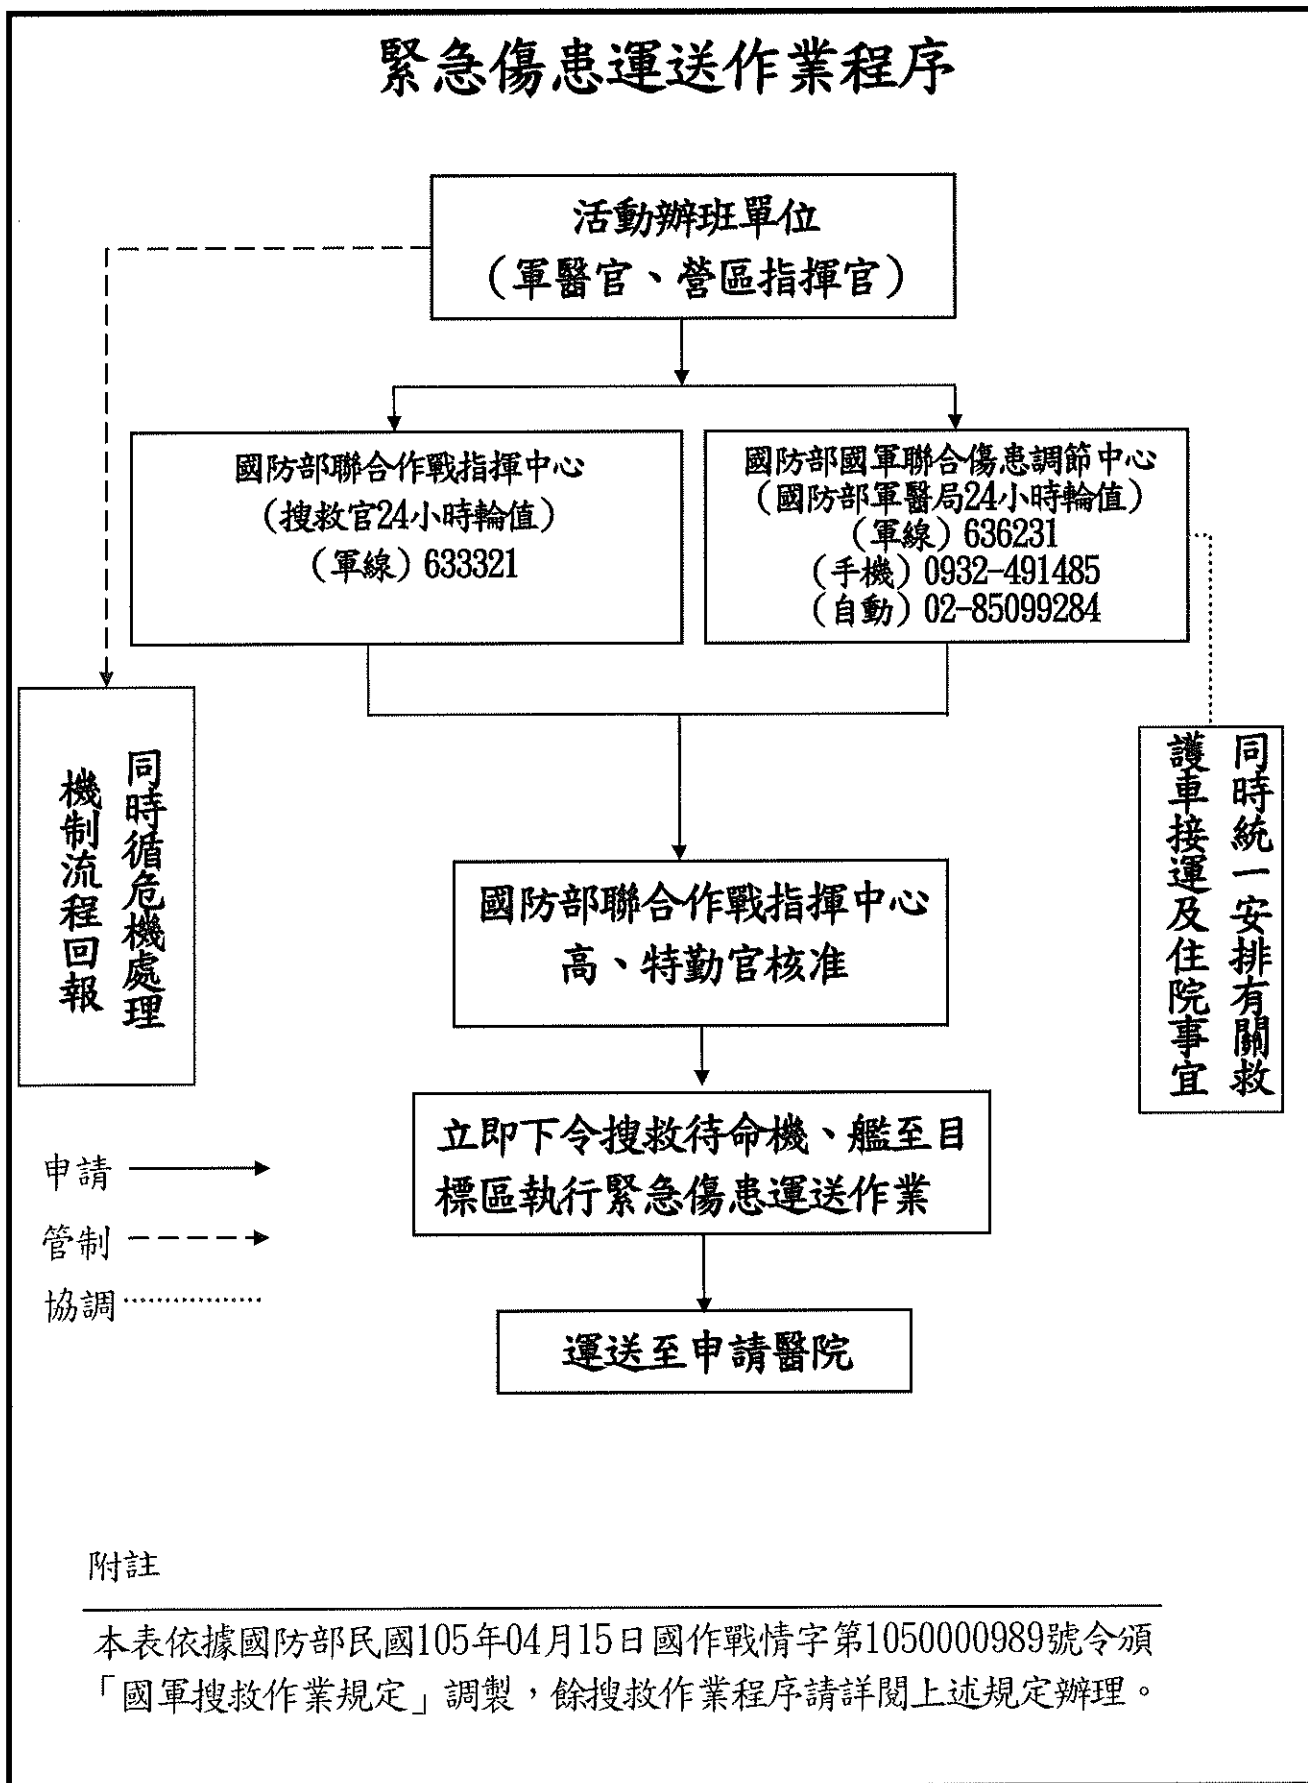 緊急傷患運送作業程序
活動辦班單位
（軍醫官、營區指揮官）
國防部聯合作戰指揮中心
（搜救官24小時輪值）
（軍線）633321
國防部國軍聯合傷患調節中心
（國防部軍醫局24小時輪值）
（軍線）636231
（手機）0932-491485
（自動）02-85099284
同時循危機處理
機制流程回報
同時統一安排有關救
護車接運及住院事宜
國防部聯合作戰指揮中心
高、特勤官核准
立即下令搜救待命機、艦至目
標區執行緊急傷患運送作業
運送至申請醫院
申請
管制
協調
附註
本表依據國防部民國105年04月15日國作戰情字第1050000989號令頒
「國軍搜救作業規定」調製，餘搜救作業程序請詳閱上述規定辦理。